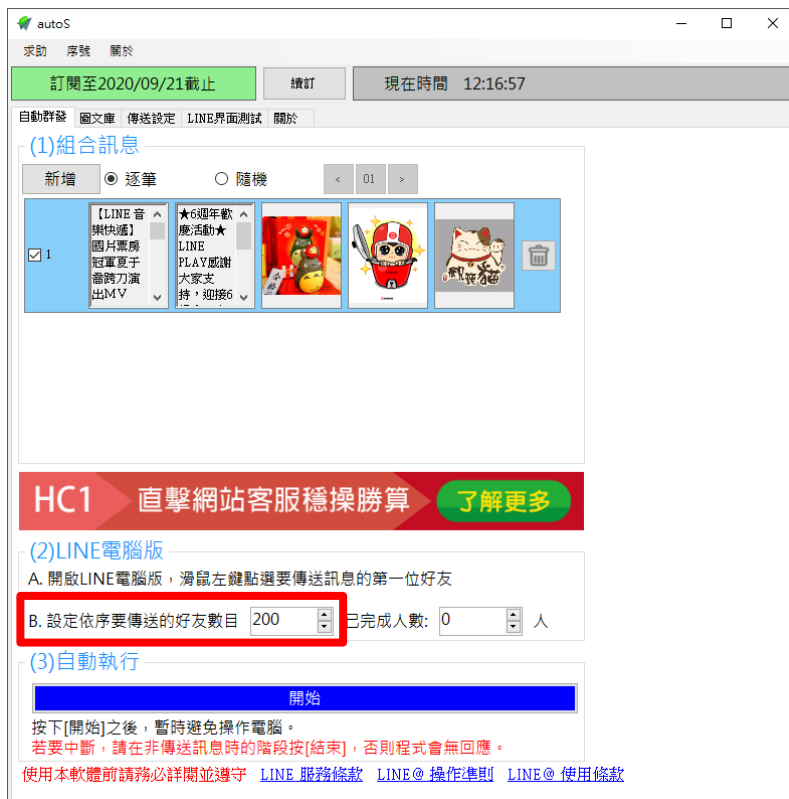 autoS
求助 序號 關於
訂閱至2020/09/21截止 續訂 現在時間 12:16:57
自動群發 圖文庫 傳送設定 LINE界面測試 關於
(1)組合訊息
新增 逐筆 隨機 < 01 >
1
【LINE 音
樂快遞】
國片票房
冠軍夏于
喬跨刀演
出MV
★6週年歡
慶活動★
LINE
PLAY感謝
大家支
持，迎接6
HC1 直擊網站客服穩操勝算 了解更多
(2)LINE電腦版
A. 開啟LINE電腦版，滑鼠左鍵點選要傳送訊息的第一位好友
B. 設定依序要傳送的好友數目 200 已完成人數: 0 人
(3)自動執行
開始
按下[開始]之後，暫時避免操作電腦。
若要中斷，請在非傳送訊息時的階段按[結束]，否則程式會無回應。
使用本軟體前請務必詳閱並遵守 LINE 服務條款 LINE@ 操作準則 LINE@ 使用條款